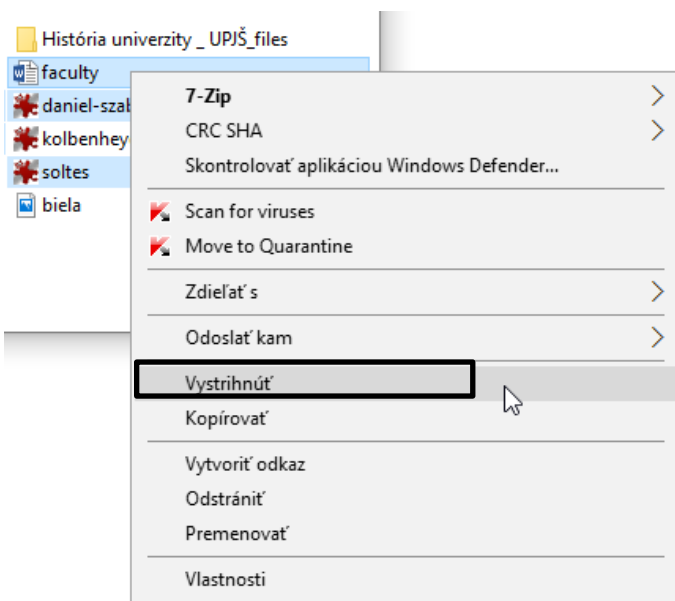 História univerzity _ UPJŠ_files
faculty
daniel-szab
kolbenhey
soltes
biela
7-Zip
CRC SHA
Skontrolovať aplikáciou Windows Defender...
Scan for viruses
Move to Quarantine
Zdieľať s
Odoslať kam
Vystrihnúť
Kopírovať
Vytvoriť odkaz
Odstrániť
Premenovať
Vlastnosti